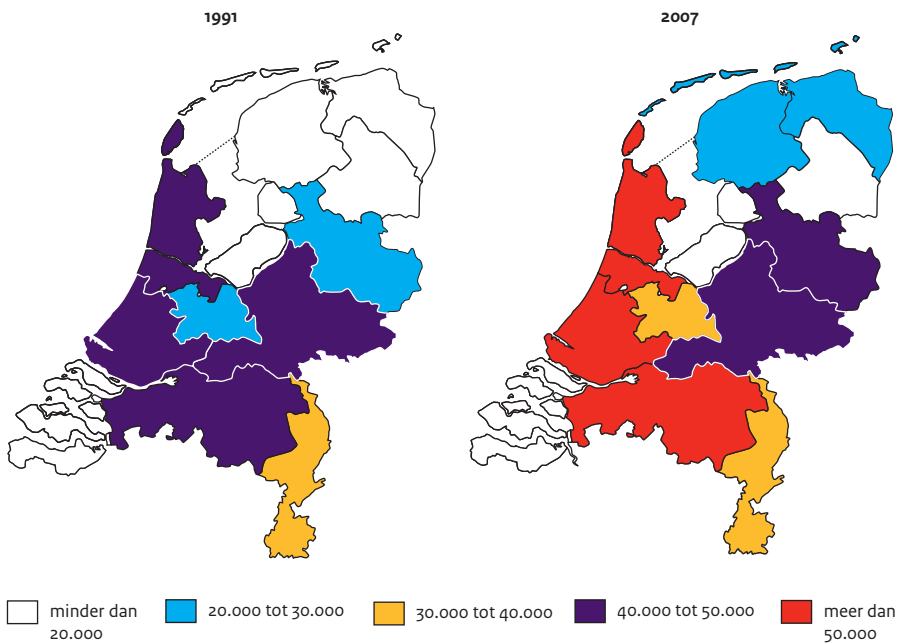 1991
2007
minder dan
20.000
20.000 tot 30.000
30.000 tot 40.000
40.000 tot 50.000
meer dan
50.000